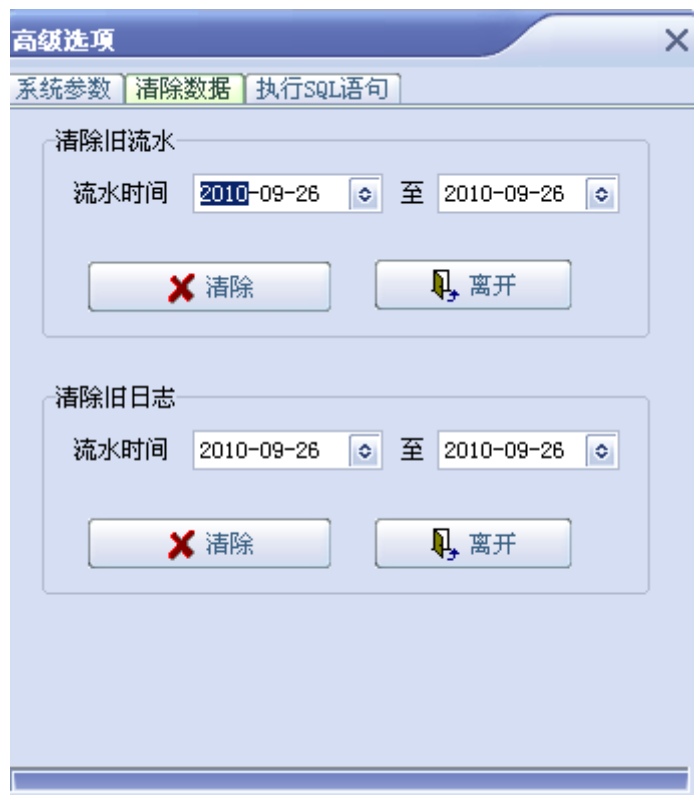 高级选项
系统参数 清除数据 执行SQL语句
清除旧流水
流水时间 2010-09-26 至 2010-09-26
清除 离开
清除旧日志
流水时间 2010-09-26 至 2010-09-26
清除 离开